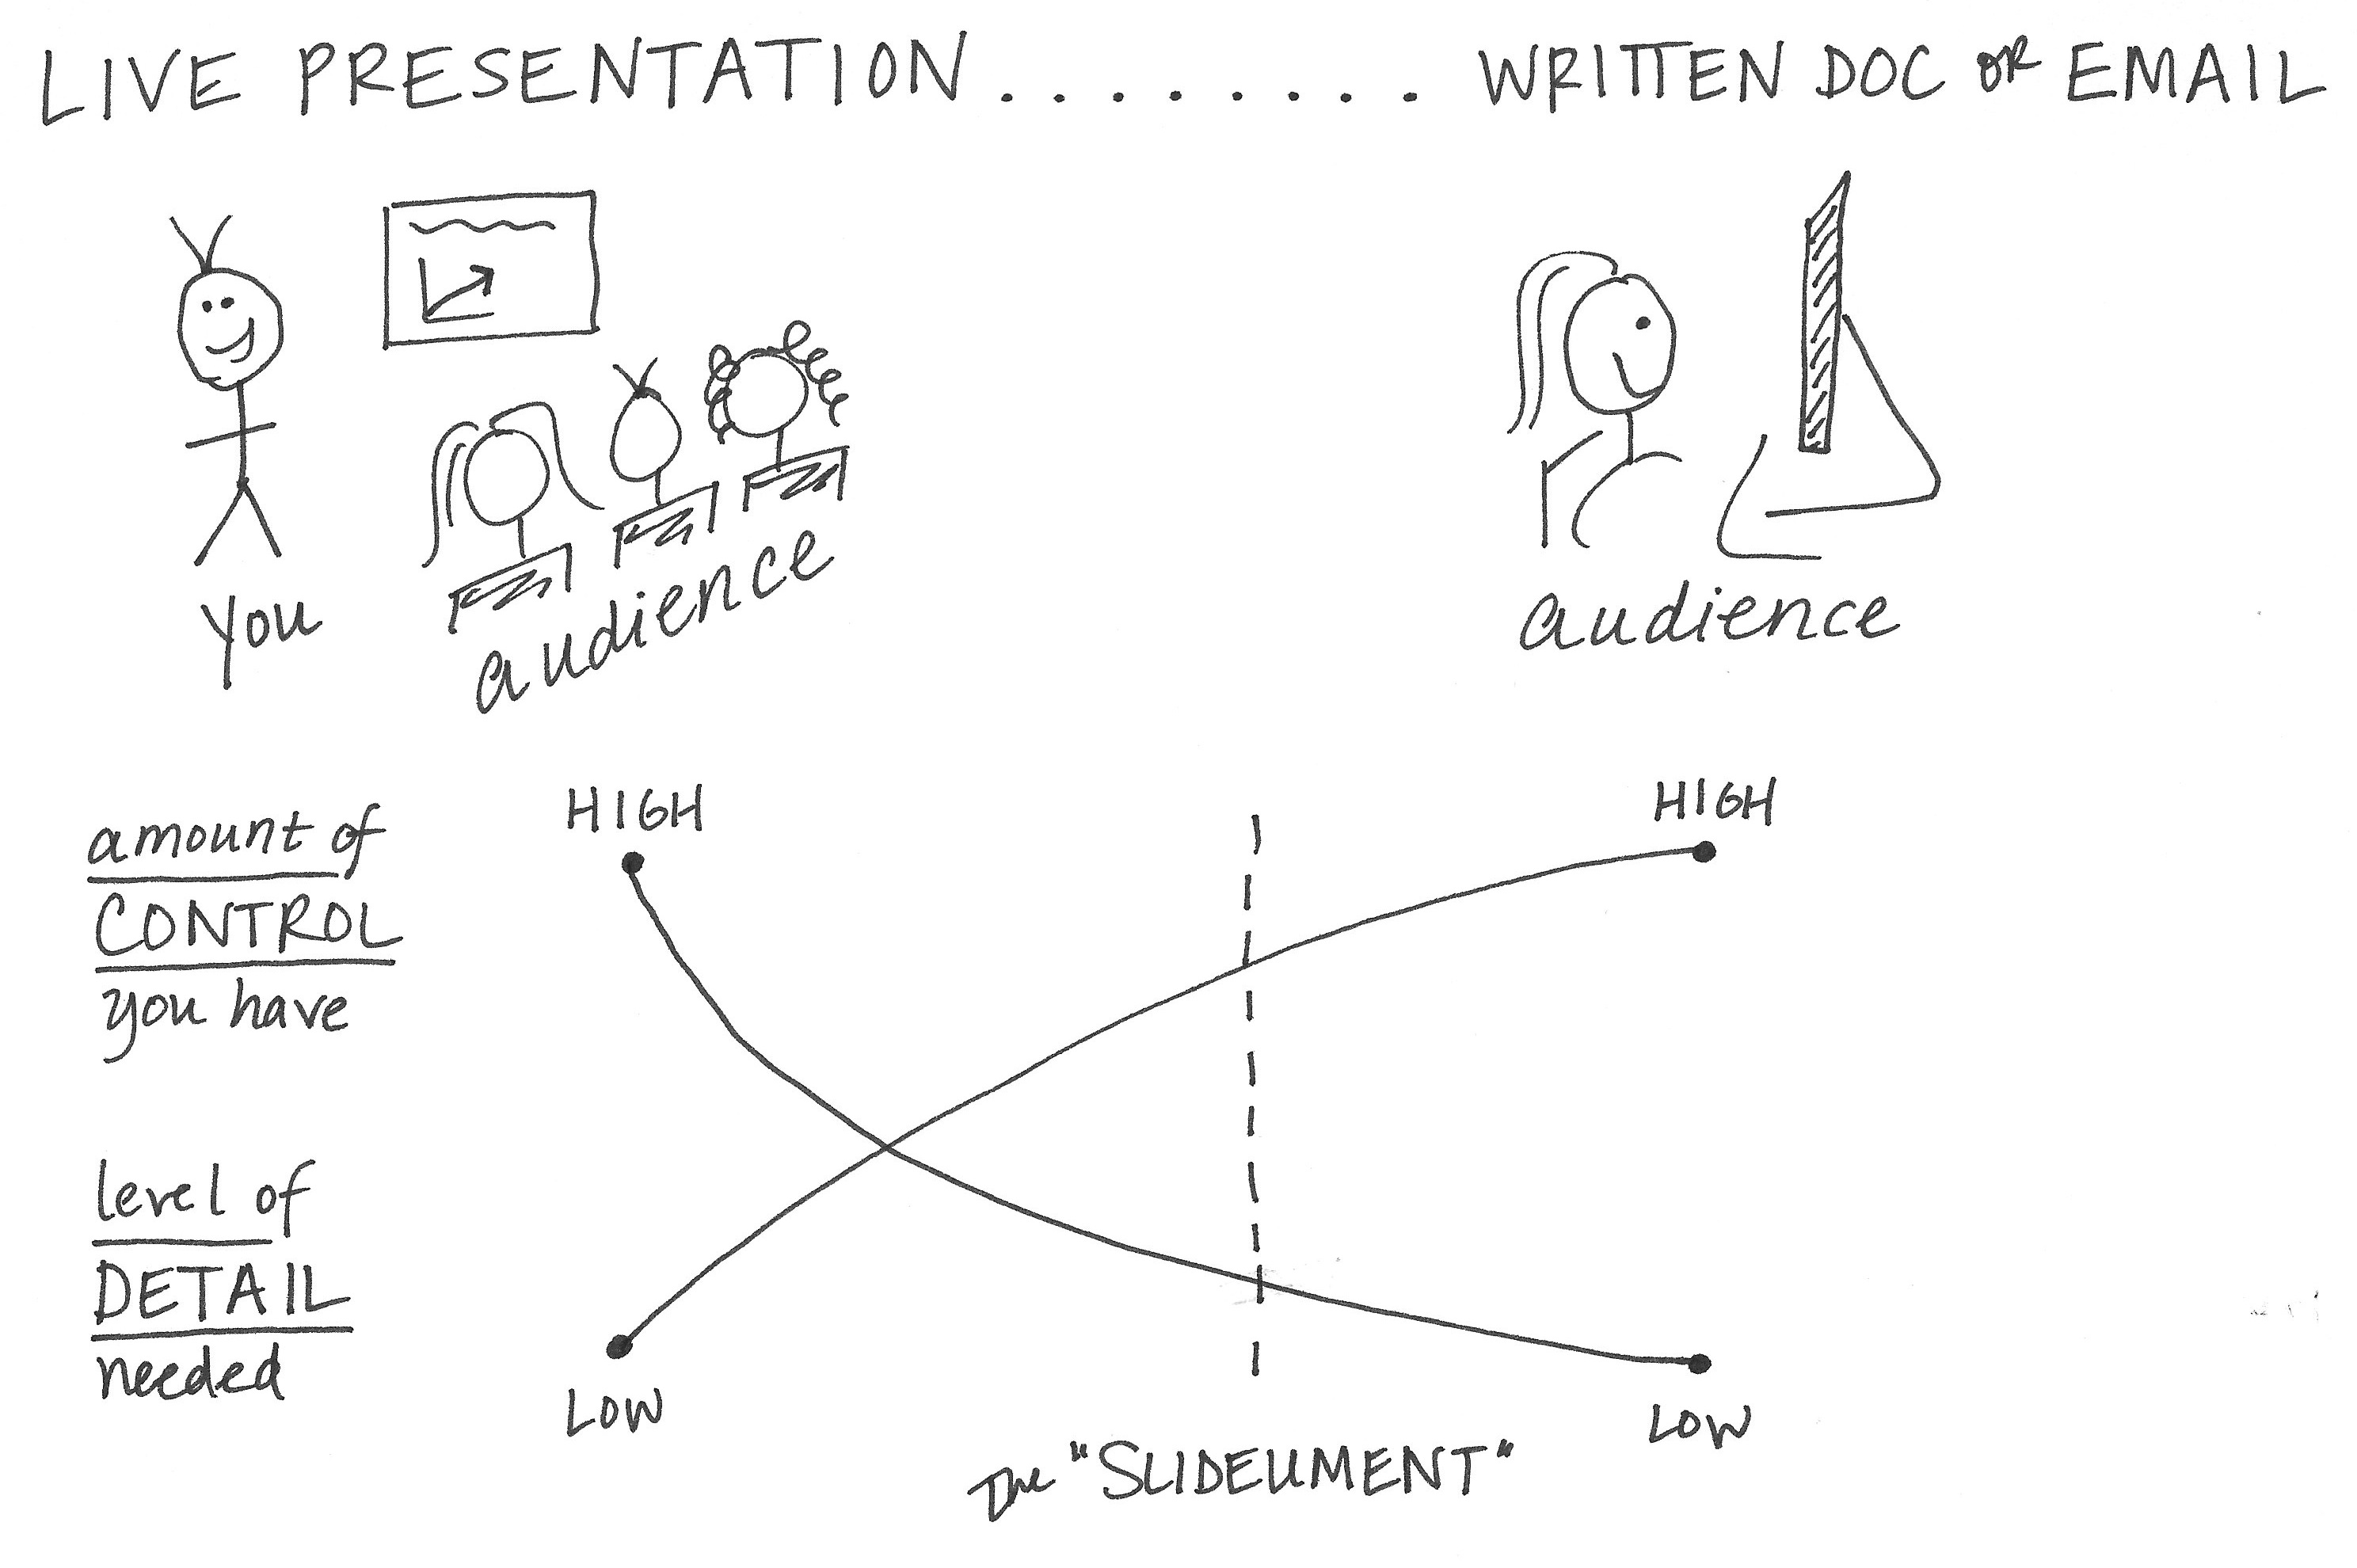 LIVE PRESENTATION........ WRITTEN DOC OR EMAIL
you
audience
audience
amount of
CONTROL
you have
HIGH
HIGH
level of
DETAIL
needed
LOW
LOW
The "SLIDEUMENT"